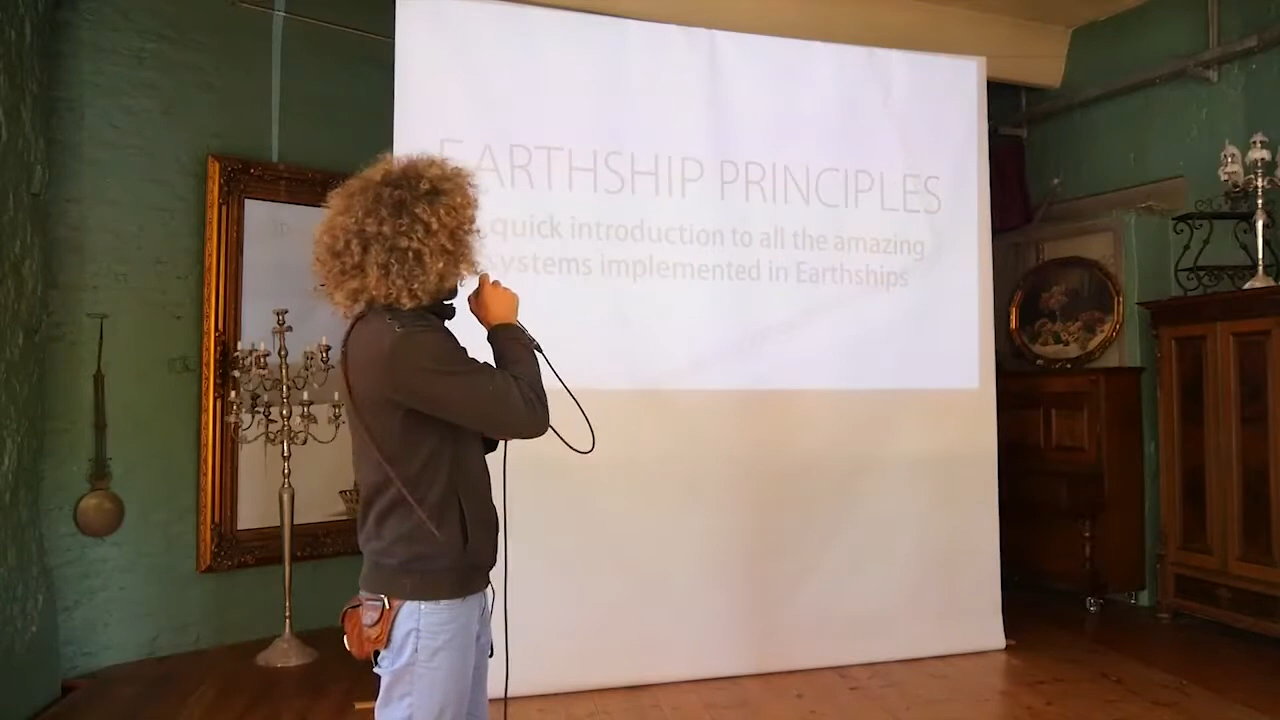 EARTHSHIP PRINCIPLES
quick introduction to all the amazing
systems implemented in Earthships